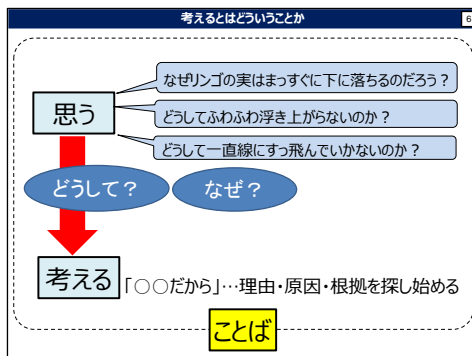 考えるとはどういうことか
6
なぜリンゴの実はまっすぐに下に落ちるのだろう？
思う
どうしてふわふわ浮き上がらないのか？
どうして一直線にすっ飛んでいかないのか？
どうして？
なぜ？
考える
「○○だから」…理由・原因・根拠を探し始める
ことば